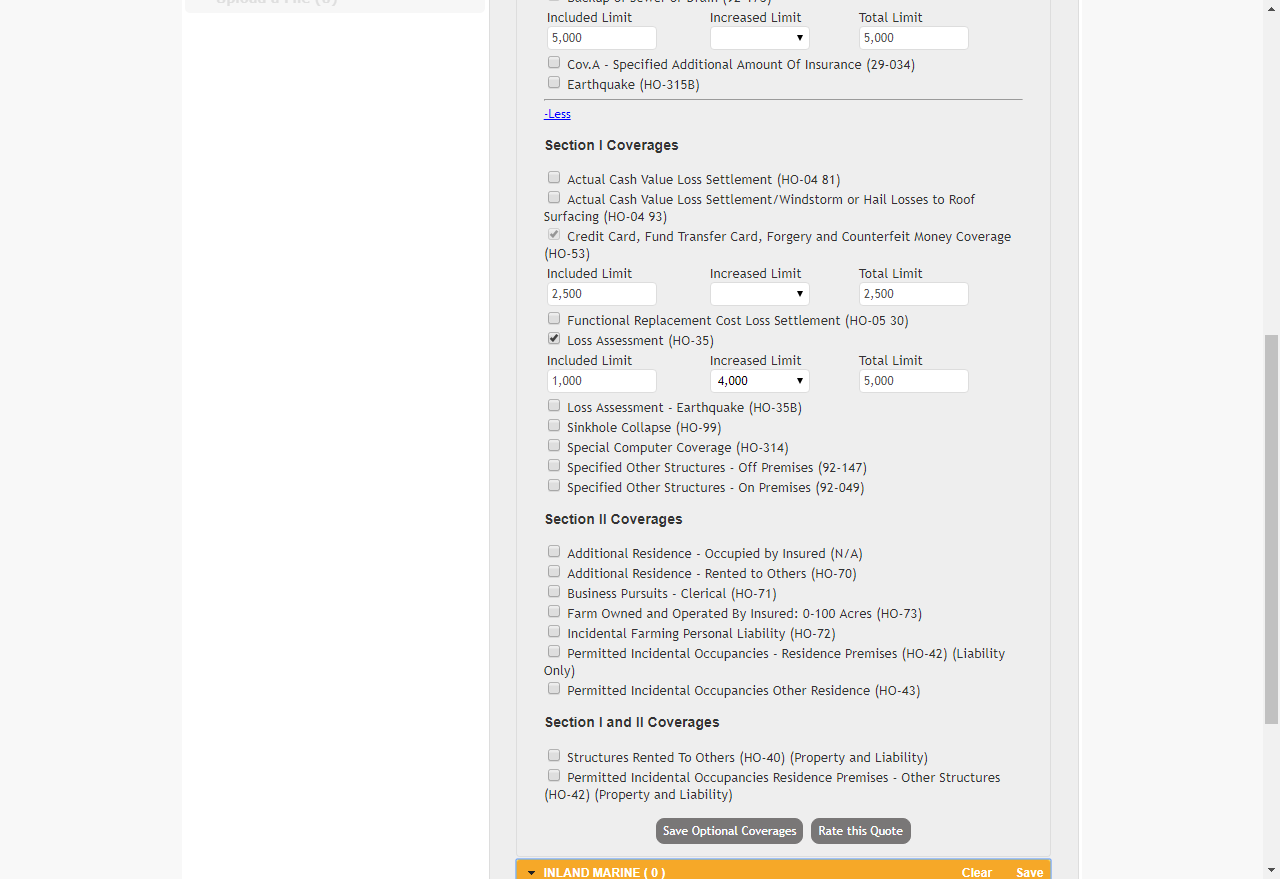 Upload a File (0)
Backup of Sewer or Drain (92-173)
Included Limit Increased Limit Total Limit
5,000 5,000
Cov.A - Specified Additional Amount Of Insurance (29-034)
Earthquake (HO-315B)
-Less
Section I Coverages
Actual Cash Value Loss Settlement (HO-04 81)
Actual Cash Value Loss Settlement/Windstorm or Hail Losses to Roof
Surfacing (HO-04 93)
Credit Card, Fund Transfer Card, Forgery and Counterfeit Money Coverage
(HO-53)
Included Limit Increased Limit Total Limit
2,500 2,500
Functional Replacement Cost Loss Settlement (HO-05 30)
Loss Assessment (HO-35)
Included Limit Increased Limit Total Limit
1,000 4,000 5,000
Loss Assessment - Earthquake (HO-35B)
Sinkhole Collapse (HO-99)
Special Computer Coverage (HO-314)
Specified Other Structures - Off Premises (92-147)
Specified Other Structures - On Premises (92-049)
Section II Coverages
Additional Residence - Occupied by Insured (N/A)
Additional Residence - Rented to Others (HO-70)
Business Pursuits - Clerical (HO-71)
Farm Owned and Operated By Insured: 0-100 Acres (HO-73)
Incidental Farming Personal Liability (HO-72)
Permitted Incidental Occupancies - Residence Premises (HO-42) (Liability
Only)
Permitted Incidental Occupancies Other Residence (HO-43)
Section I and II Coverages
Structures Rented To Others (HO-40) (Property and Liability)
Permitted Incidental Occupancies Residence Premises - Other Structures
(HO-42) (Property and Liability)
Save Optional Coverages Rate this Quote
INLAND MARINE ( 0 ) Clear Save